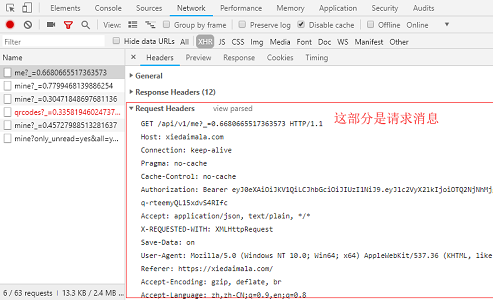 Elements Console Sources Network Performance Memory Application Security Audits
View: Group by frame Preserve log Disable cache Offline Online
Filter Hide data URLs All XHR JS CSS Img Media Font Doc WS Manifest Other
Name
me?_=0.6680665517363573
mine?_=0.7799468139886254
mine?_=0.30471848697681136
qrcodes?_=0.33581946024737...
mine?_=0.45727988513281637
mine?only_unread=yes&all=y...
6 / 63 requests 13.3 KB / 2.4 MB ...
Headers Preview Response Cookies Timing
General
Response Headers (12)
Request Headers view parsed
这部分是请求消息
GET /api/v1/me?_=0.6680665517363573 HTTP/1.1
Host: xiedaimala.com
Connection: keep-alive
Pragma: no-cache
Cache-Control: no-cache
Authorization: Bearer eyJ0eXAiOiJKV1QiLCJhbGciOiJIUzI1NiJ9.eyJ1c2VyX2lkIjoiOTQ2NjNhMj
q-rteemyQL15xdvS4RIfc
Accept: application/json, text/plain, */*
X-REQUESTED-WITH: XMLHttpRequest
Save-Data: on
User-Agent: Mozilla/5.0 (Windows NT 10.0; Win64; x64) AppleWebKit/537.36 (KHTML, like
Referer: https://xiedaimala.com/
Accept-Encoding: gzip, deflate, br
Accept-Language: zh,zh-CN;q=0.9,en;q=0.8